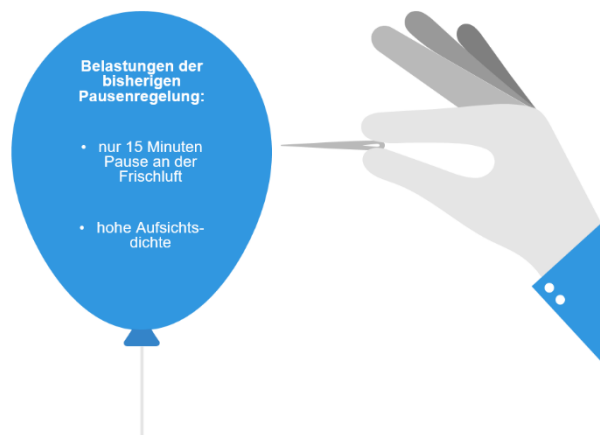 Belastungen der
bisherigen
Pausenregelung:
• nur 15 Minuten
Pause an der
Frischluft
• hohe Aufsichts-
dichte